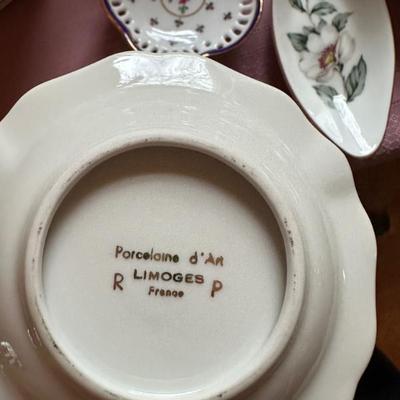 Porcelaine d'Art
LIMOGES
R France P